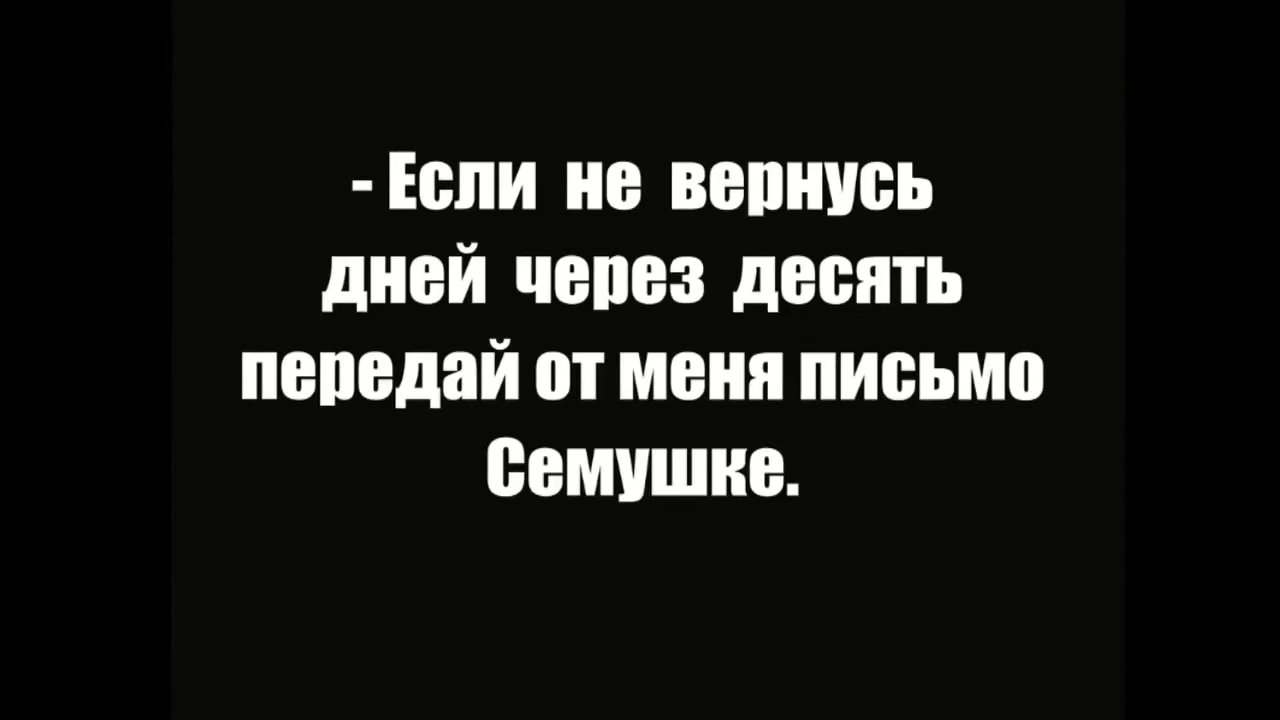 - Если не вернусь
дней через десять
передай от меня письмо
Семушке.